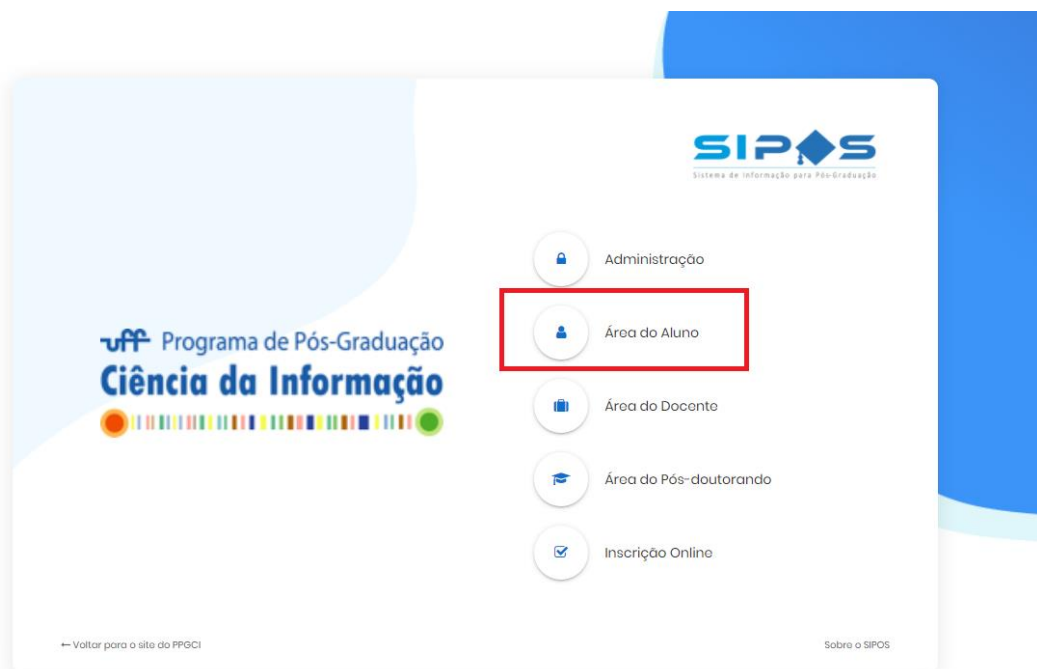 SIPOS
Sistema de Informação para Pós-Graduação
Administração
Área do Aluno
uff Programa de Pós-Graduação
Ciência da Informação
Área do Docente
Área do Pós-doutorando
Inscrição Online
← Voltar para o site do PPGCI
Sobre o SIPOS